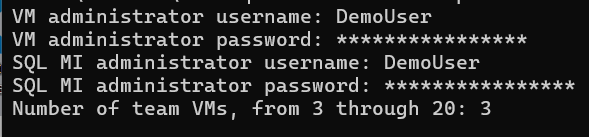 VM administrator username: DemoUser
VM administrator password: ****************
SQL MI administrator username: DemoUser
SQL MI administrator password: ****************
Number of team VMs, from 3 through 20: 3